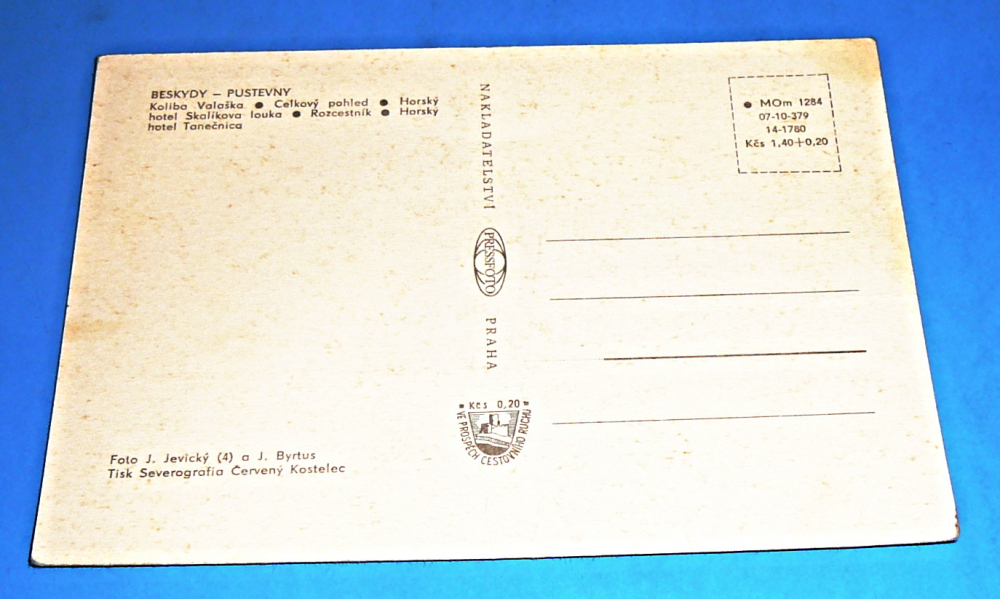 BESKYDY — PUSTEVNY
Koliba Valaška ● Celkový pohled ● Horský
hotel Skalíkova louka ● Rozcestník ● Horský
hotel Tanečnica
Foto J. Jevický (4) a J. Byrtus
Tisk Severografia Červený Kostelec
NAKLADATELSTVÍ
PRESSFOTO
PRAHA
Kčs 0,20
VE PROSPĚCH CESTOVNÍHO RUCHU
● MOm 1284
07-10-379
14-1780
Kčs 1,40+0,20